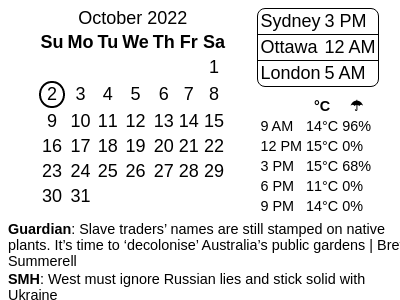 October 2022
Su Mo Tu We Th Fr Sa
1
2 3 4 5 6 7 8
9 10 11 12 13 14 15
16 17 18 19 20 21 22
23 24 25 26 27 28 29
30 31
Sydney 3 PM
Ottawa 12 AM
London 5 AM
°C ☂
9 AM 14°C 96%
12 PM 15°C 0%
3 PM 15°C 68%
6 PM 11°C 0%
9 PM 14°C 0%
Guardian: Slave traders’ names are still stamped on native
plants. It’s time to ‘decolonise’ Australia’s public gardens | Bre
Summerell
SMH: West must ignore Russian lies and stick solid with
Ukraine